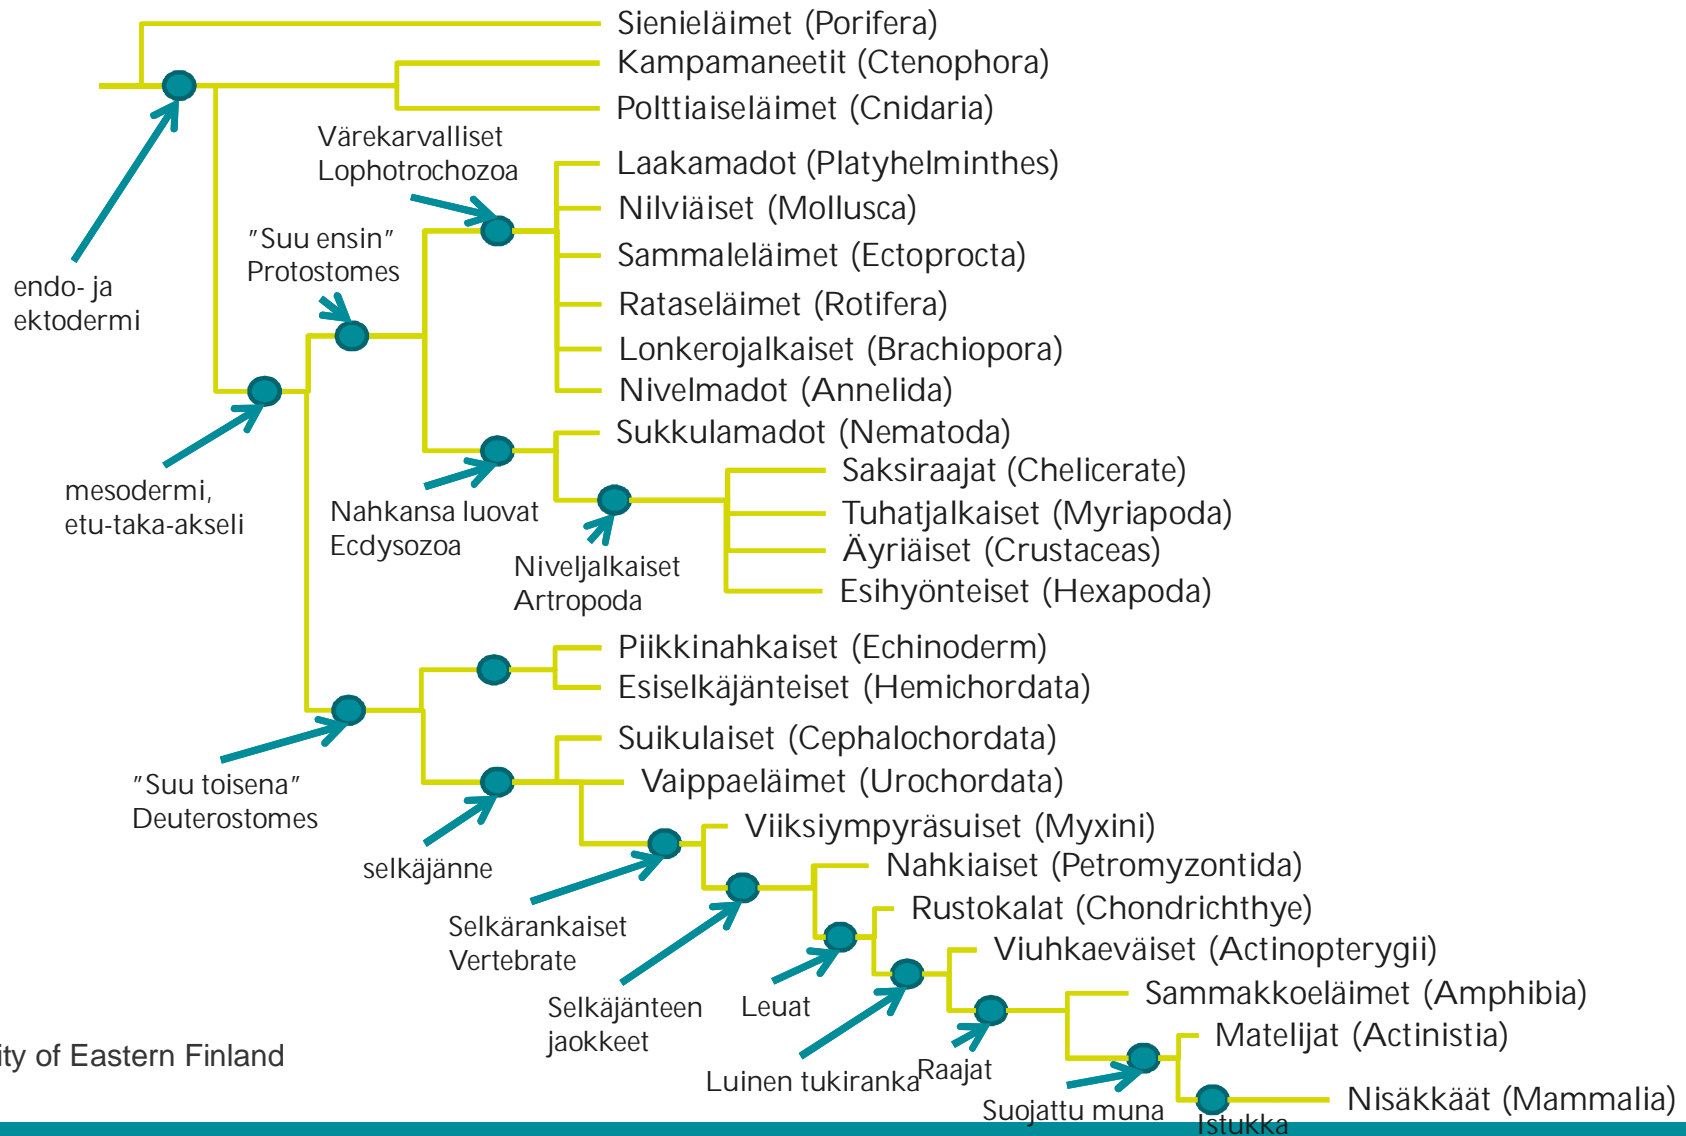 Sienieläimet (Porifera)
Kampamaneetit (Ctenophora)
Polttiaiseläimet (Cnidaria)
Värekarvalliset
Lophotrochozoa
Laakamadot (Platyhelminthes)
Nilviäiset (Mollusca)
"Suu ensin"
Protostomes
Sammaleläimet (Ectoprocta)
endo- ja
ektodermi
Rataseläimet (Rotifera)
Lonkerojalkaiset (Brachiopora)
Nivelmadot (Annelida)
Sukkulamadot (Nematoda)
Saksiraajat (Chelicerate)
mesodermi,
etu-taka-akseli
Nahkansa luovat
Ecdysozoa
Tuhatjalkaiset (Myriapoda)
Äyriäiset (Crustaceas)
Niveljalkaiset
Artropoda
Esihyönteiset (Hexapoda)
Piikkinahkaiset (Echinoderm)
Esiselkäjänteiset (Hemichordata)
Suikulaiset (Cephalochordata)
"Suu toisena"
Deuterostomes
Vaippaeläimet (Urochordata)
Viiksiympyräsuiset (Myxini)
selkäjänne
Nahkiaiset (Petromyzontida)
Rustokalat (Chondrichthye)
Selkärankaiset
Vertebrate
Viuhkaeväiset (Actinopterygii)
Sammakkoeläimet (Amphibia)
Selkäjänteen
jaokkeet
Leuat
Matelijat (Actinistia)
ity of Eastern Finland
Luinen tukiranka
Raajat
Suojattu muna
Nisäkkäät (Mammalia)
Istukka